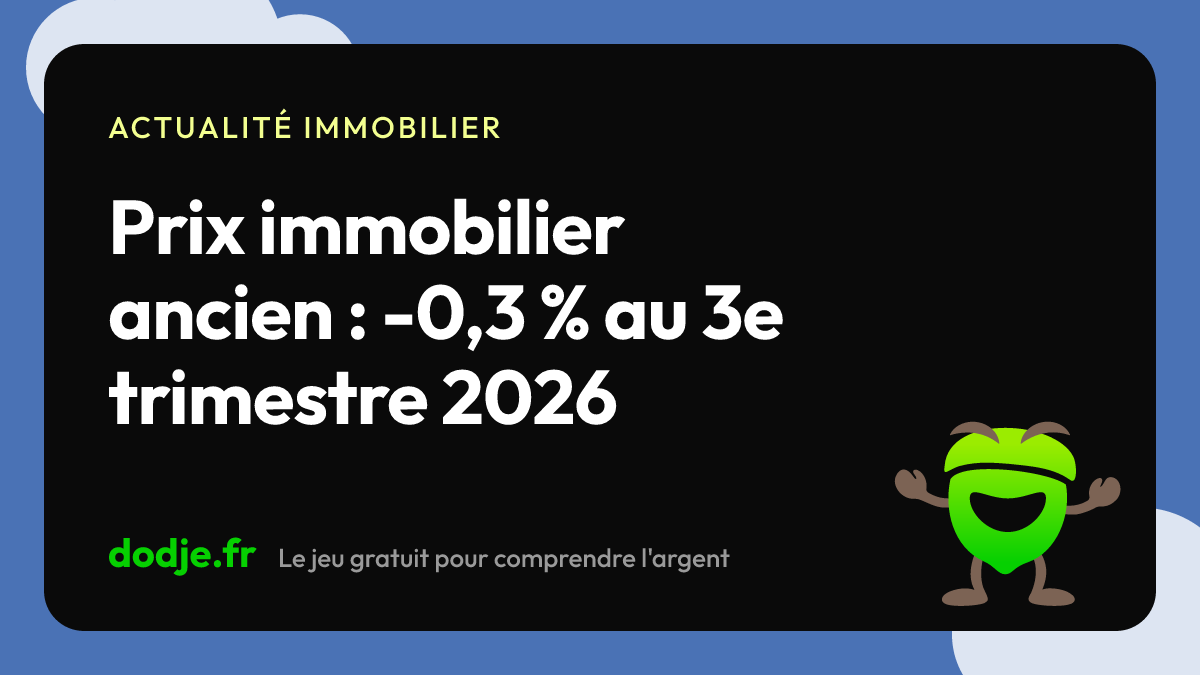 ACTUALITÉ IMMOBILIER
Prix immobilier
ancien : -0,3 % au 3e
trimestre 2026
dodje.fr Le jeu gratuit pour comprendre l'argent